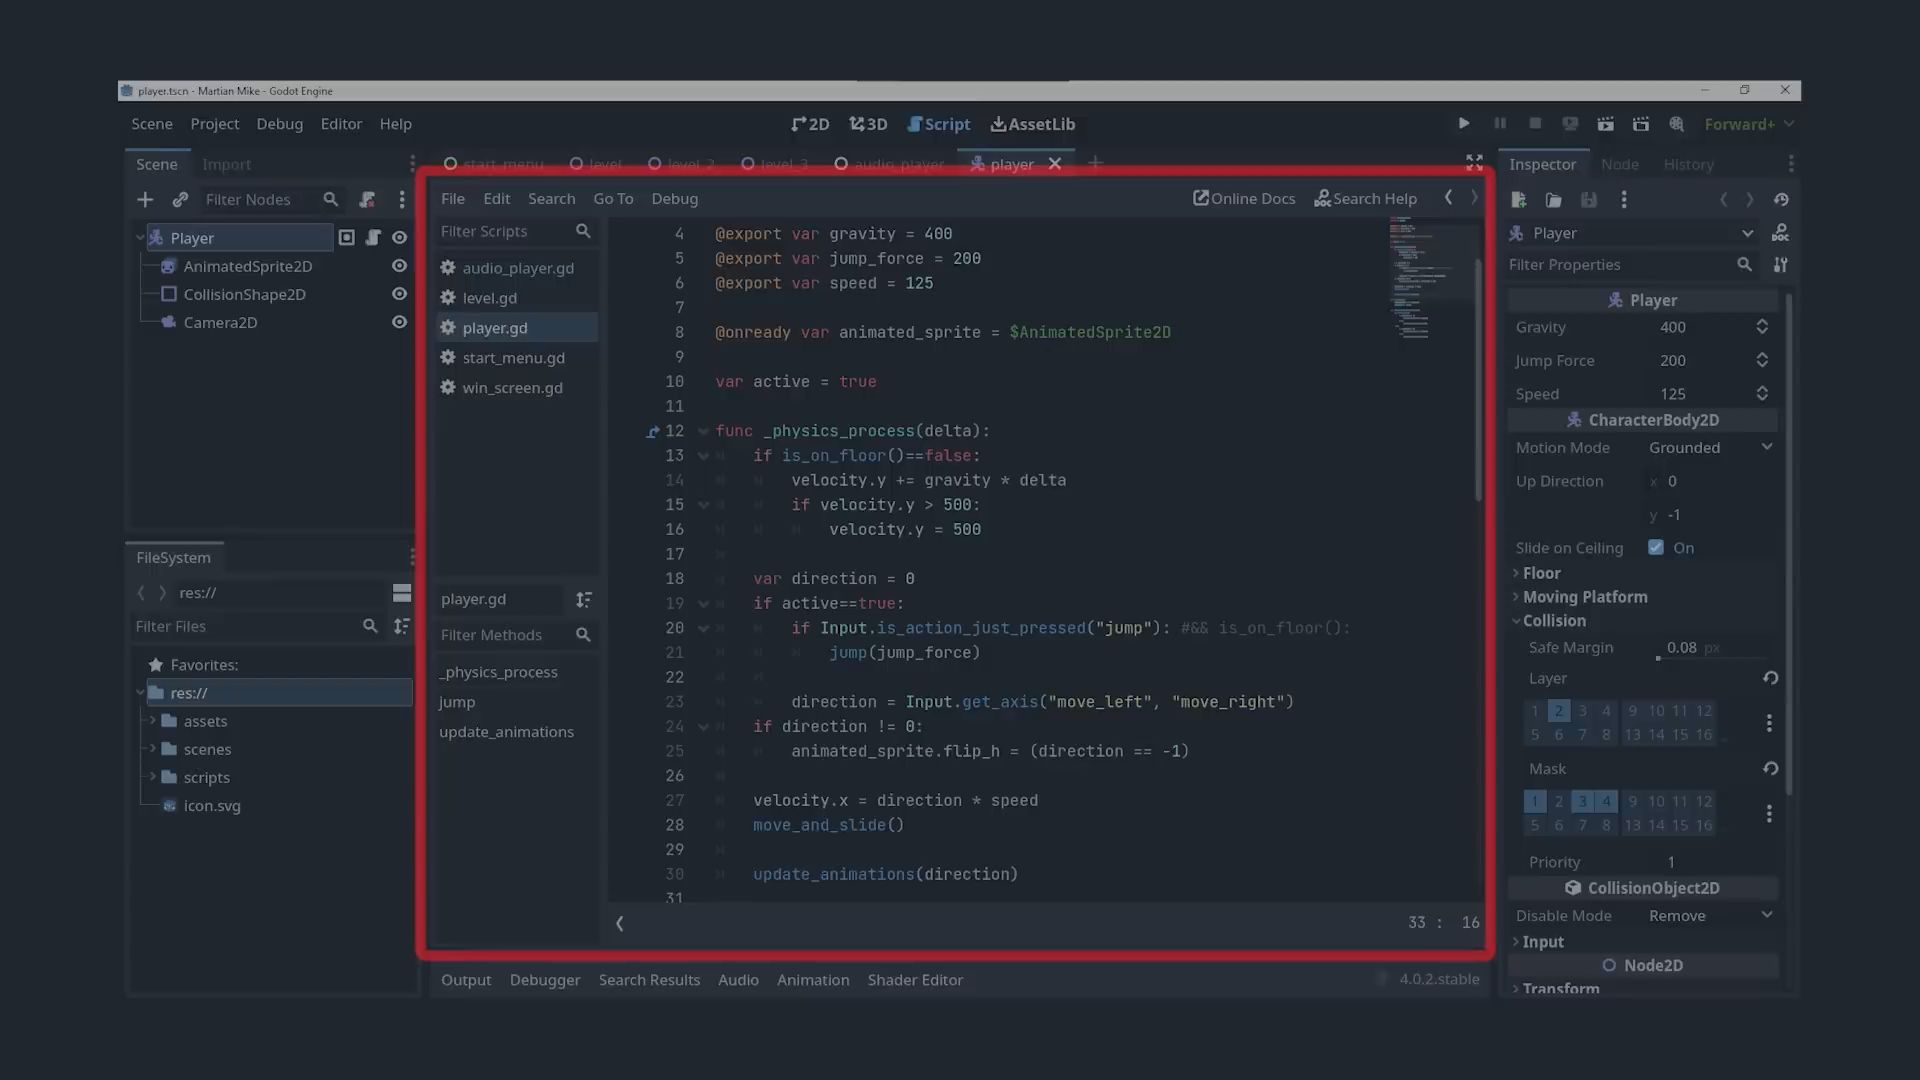 player.tscn - Martian Mike - Godot Engine
Scene Project Debug Editor Help
2D 3D Script AssetLib
Forward+
Scene Import
start_menu level level_2 level_3 audio_player player
Inspector Node History
Filter Nodes
Player
AnimatedSprite2D
CollisionShape2D
Camera2D
FileSystem
res://
Filter Files
Favorites:
res://
assets
scenes
scripts
icon.svg
File Edit Search Go To Debug
Online Docs Search Help
Filter Scripts
audio_player.gd
level.gd
player.gd
start_menu.gd
win_screen.gd
player.gd
Filter Methods
_physics_process
jump
update_animations
4 @export var gravity = 400
5 @export var jump_force = 200
6 @export var speed = 125
7
8 @onready var animated_sprite = $AnimatedSprite2D
9
10 var active = true
11
12 func _physics_process(delta):
13 if is_on_floor()==false:
14 velocity.y += gravity * delta
15 if velocity.y > 500:
16 velocity.y = 500
17
18 var direction = 0
19 if active==true:
20 if Input.is_action_just_pressed("jump"): #&& is_on_floor():
21 jump(jump_force)
22
23 direction = Input.get_axis("move_left", "move_right")
24 if direction != 0:
25 animated_sprite.flip_h = (direction == -1)
26
27 velocity.x = direction * speed
28 move_and_slide()
29
30 update_animations(direction)
31
33 : 16
Output Debugger Search Results Audio Animation Shader Editor
4.0.2.stable
Player
Filter Properties
Player
Gravity 400
Jump Force 200
Speed 125
CharacterBody2D
Motion Mode Grounded
Up Direction x 0
y -1
Slide on Ceiling On
Floor
Moving Platform
Collision
Safe Margin 0.08 px
Layer
1 2 3 4 9 10 11 12
5 6 7 8 13 14 15 16
Mask
1 2 3 4 9 10 11 12
5 6 7 8 13 14 15 16
Priority 1
CollisionObject2D
Disable Mode Remove
Input
Node2D
Transform